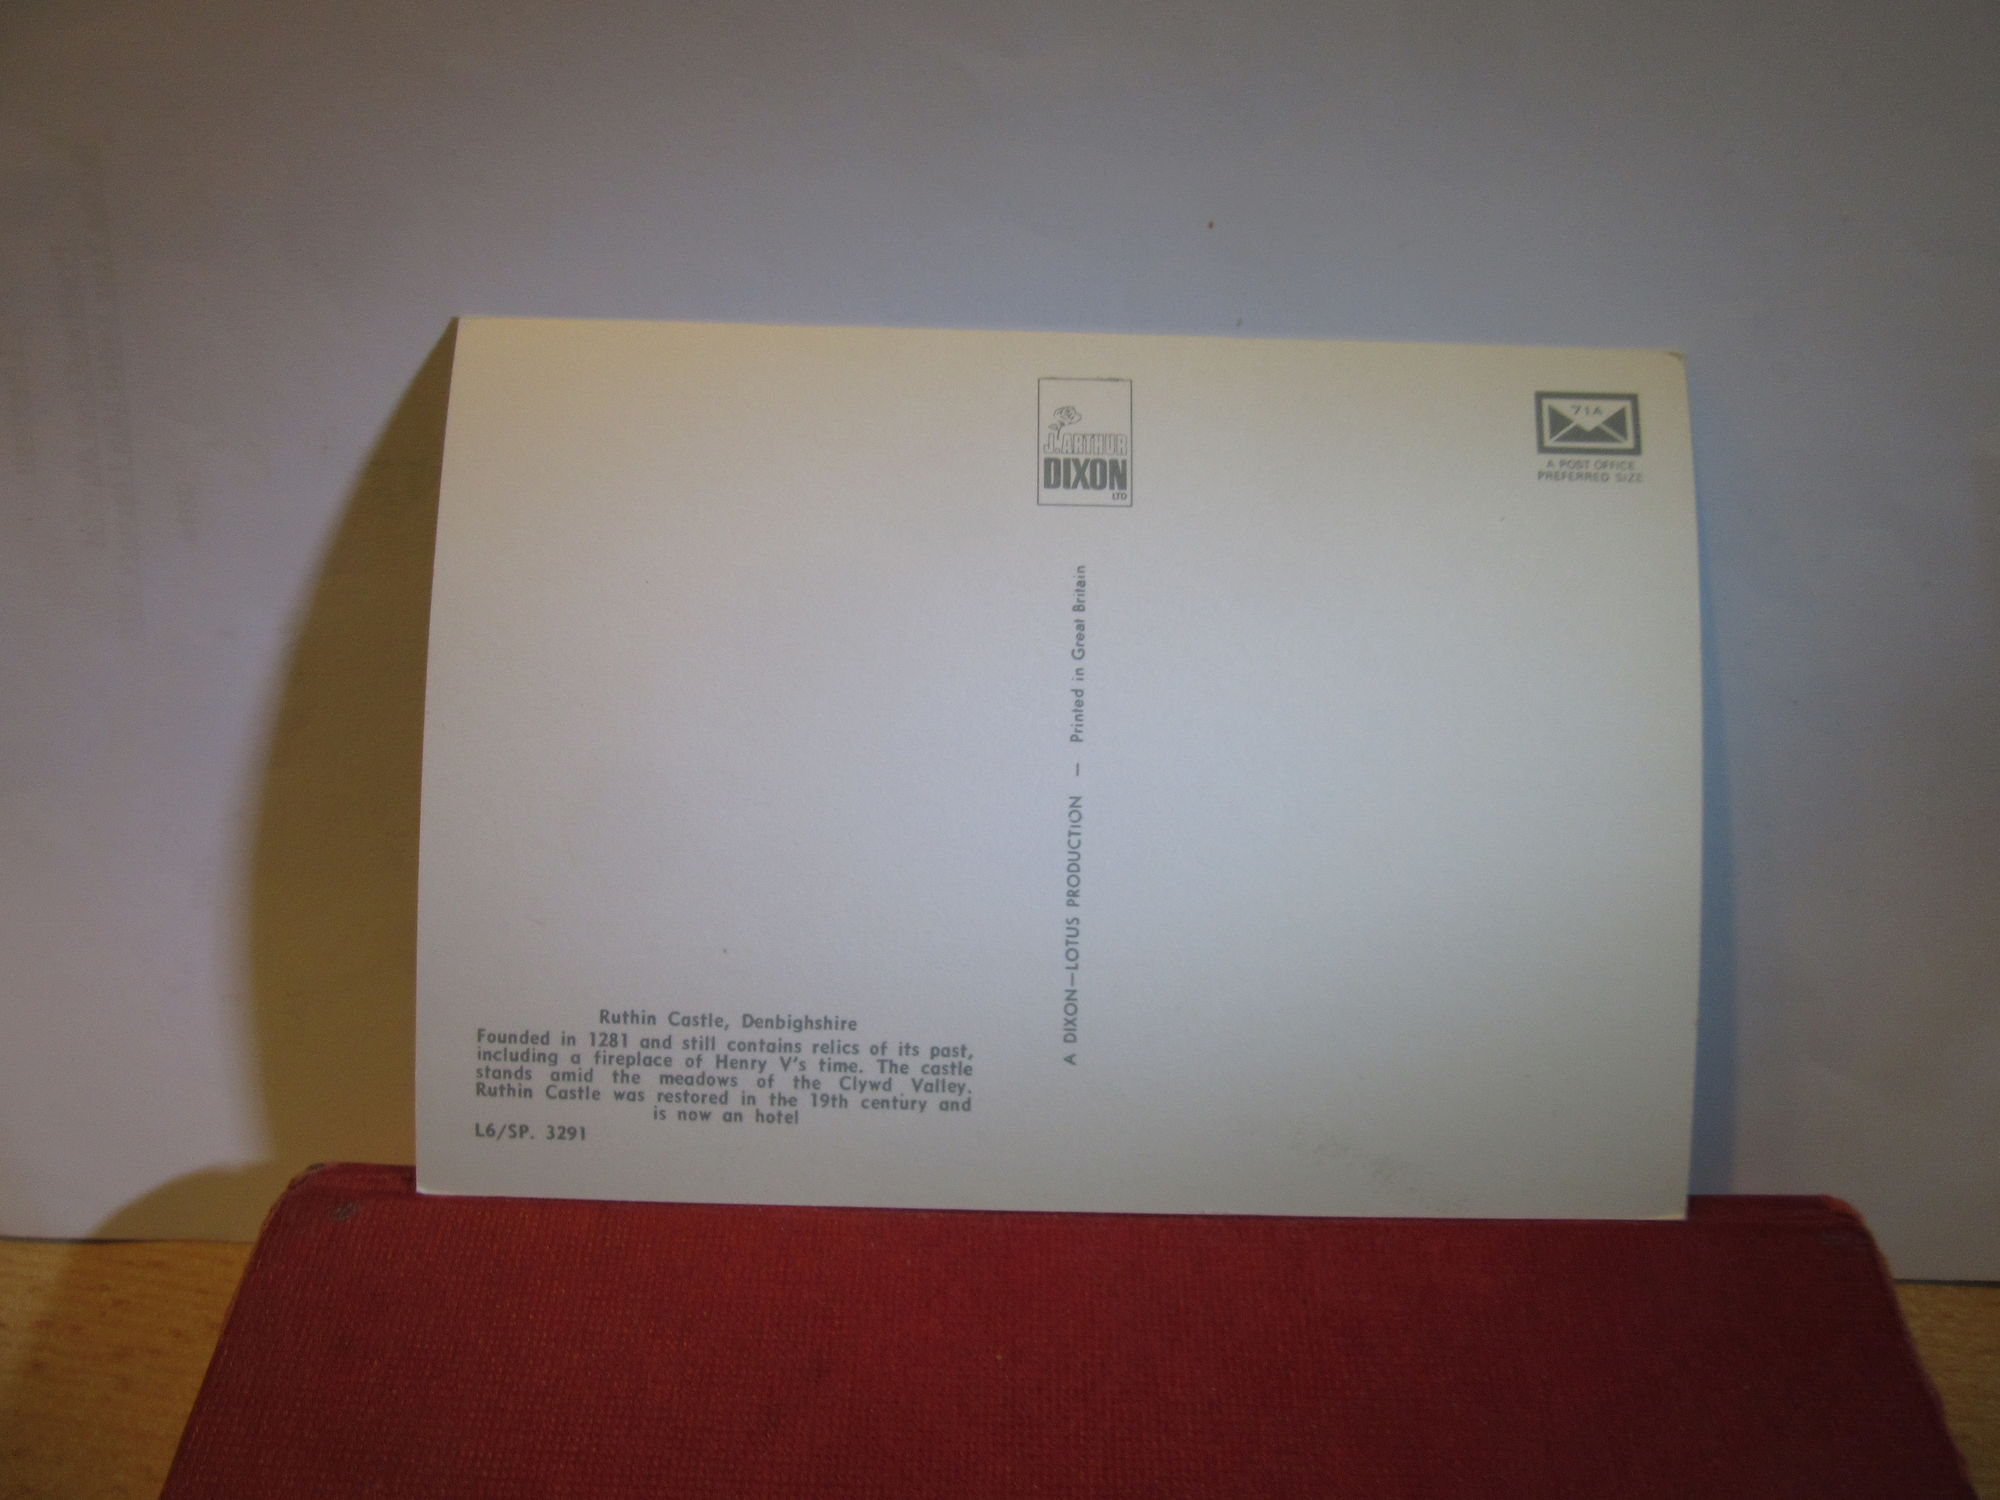 J. ARTHUR
DIXON
LTD
71A
A POST OFFICE
PREFERRED SIZE
A DIXON—LOTUS PRODUCTION — Printed in Great Britain
Ruthin Castle, Denbighshire
Founded in 1281 and still contains relics of its past,
including a fireplace of Henry V's time. The castle
stands amid the meadows of the Clywd Valley.
Ruthin Castle was restored in the 19th century and
is now an hotel
L6/SP. 3291